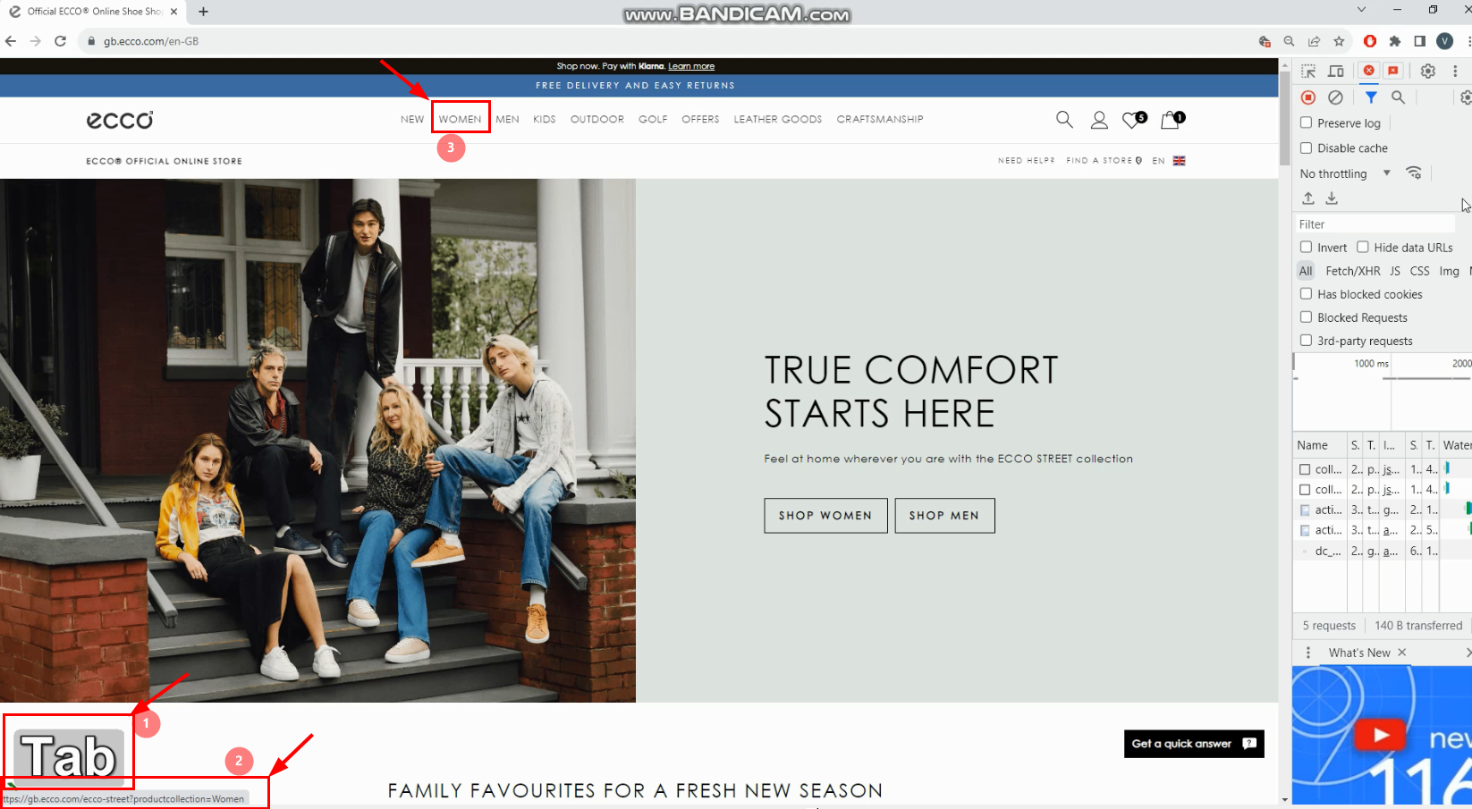 Official ECCO® Online Shoe Sho
www.BANDICAM.com
gb.ecco.com/en-GB
V
Shop now, Pay with Klarna. Learn more
FREE DELIVERY AND EASY RETURNS
ecco
NEW WOMEN MEN KIDS OUTDOOR GOLF OFFERS LEATHER GOODS CRAFTSMANSHIP
5
1
3
ECCO® OFFICIAL ONLINE STORE
NEED HELP? FIND A STORE EN
TRUE COMFORT
STARTS HERE
Feel at home wherever you are with the ECCO STREET collection
SHOP WOMEN
SHOP MEN
1
Tab
2
ttps://gb.ecco.com/ecco-street?productcollection=Women
Get a quick answer ?
FAMILY FAVOURITES FOR A FRESH NEW SEASON
Preserve log
Disable cache
No throttling
Filter
Invert Hide data URLs
All Fetch/XHR JS CSS Img
Has blocked cookies
Blocked Requests
3rd-party requests
1000 ms 2000
Name S. T. I... S. T. Water
coll... 2.. p.. js... 1.. 4..
coll... 2.. p.. js... 1.. 4..
acti... 3.. t... g... 2.. 1..
acti... 3.. t... a... 2.. 5..
dc_... 2.. g.. a... 6.. 1..
5 requests 140 B transferred
What's New
new
116